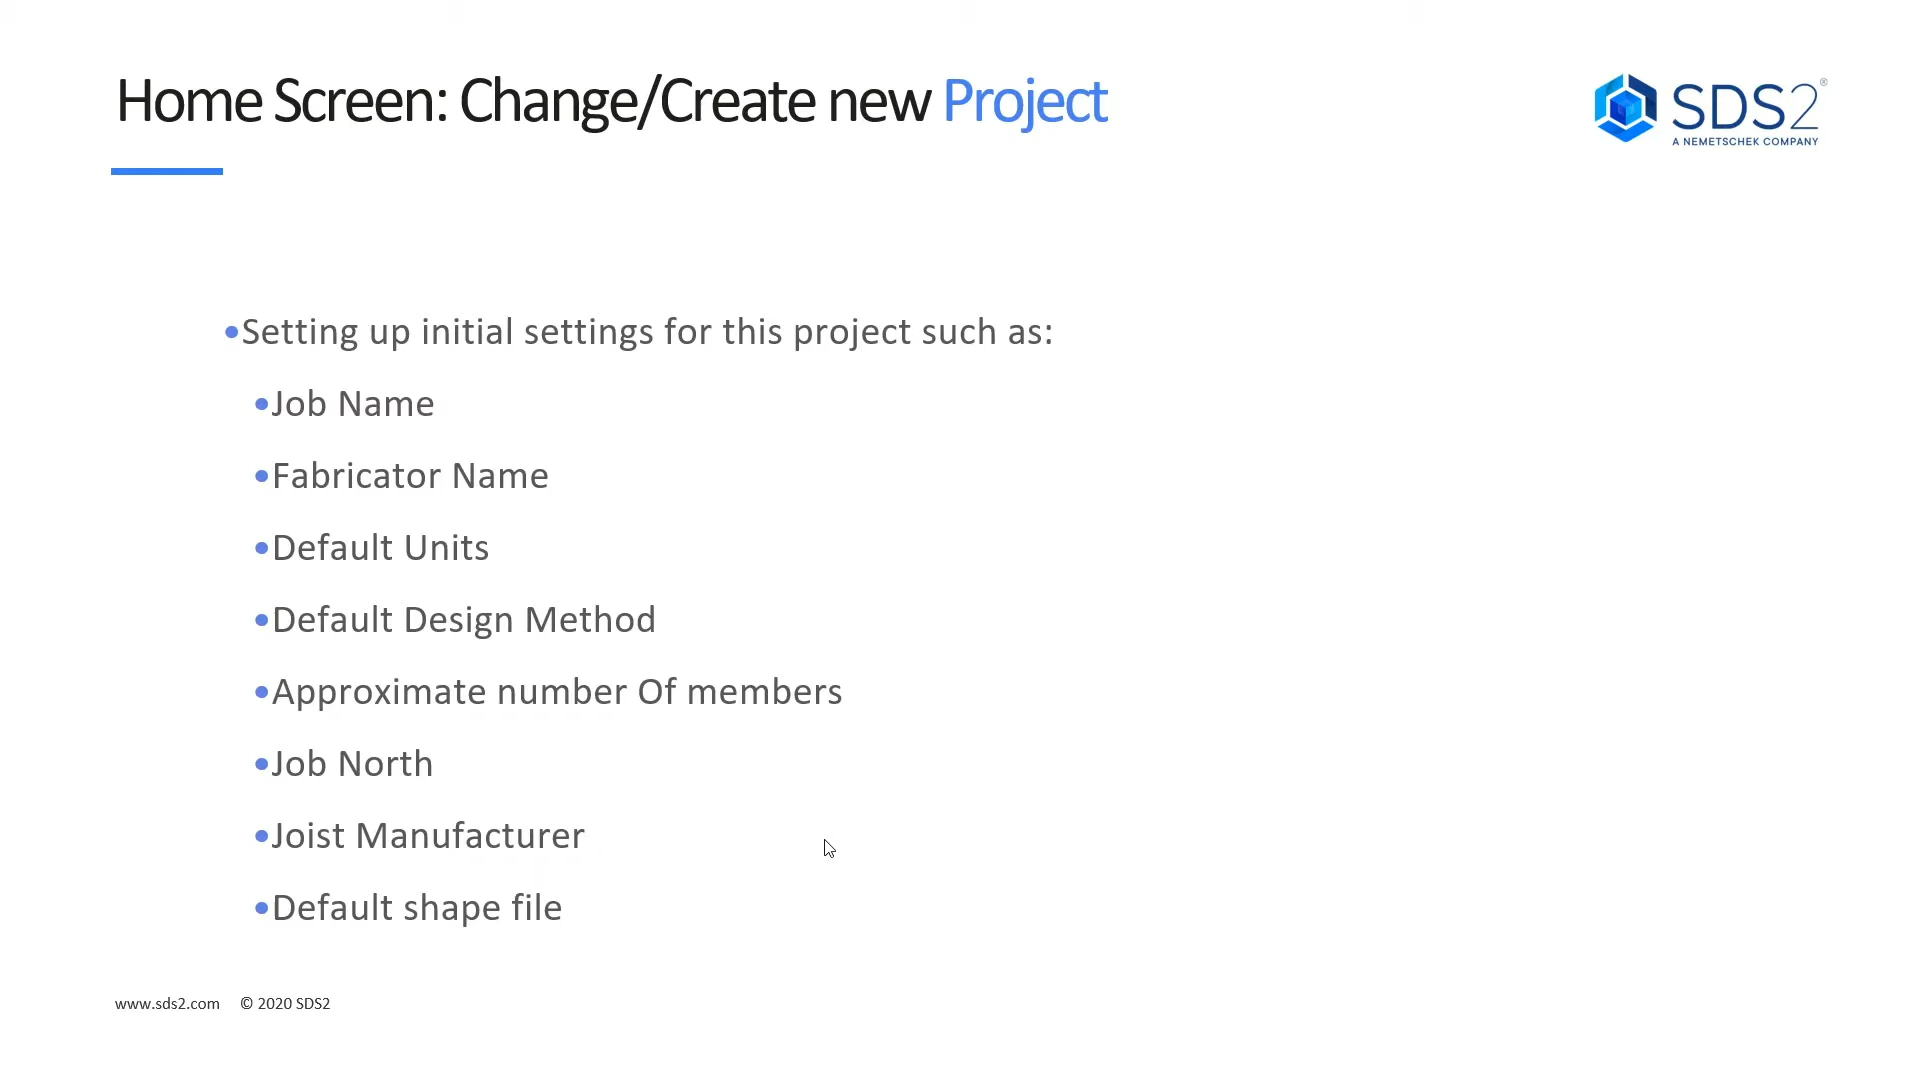 Home Screen: Change/Create new Project
SDS2®
A NEMETSCHEK COMPANY
•Setting up initial settings for this project such as:
•Job Name
•Fabricator Name
•Default Units
•Default Design Method
•Approximate number Of members
•Job North
•Joist Manufacturer
•Default shape file
www.sds2.com © 2020 SDS2